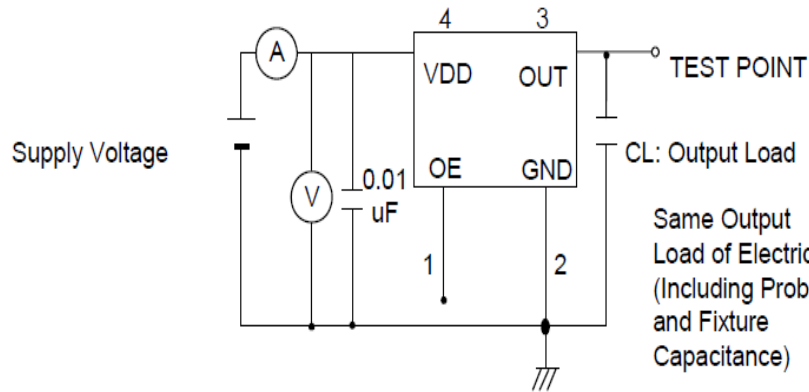 4
3
A
VDD
OUT
TEST POINT
Supply Voltage
OE
GND
CL: Output Load
V
0.01
uF
1
2
Same Output
Load of Electric
(Including Prob
and Fixture
Capacitance)